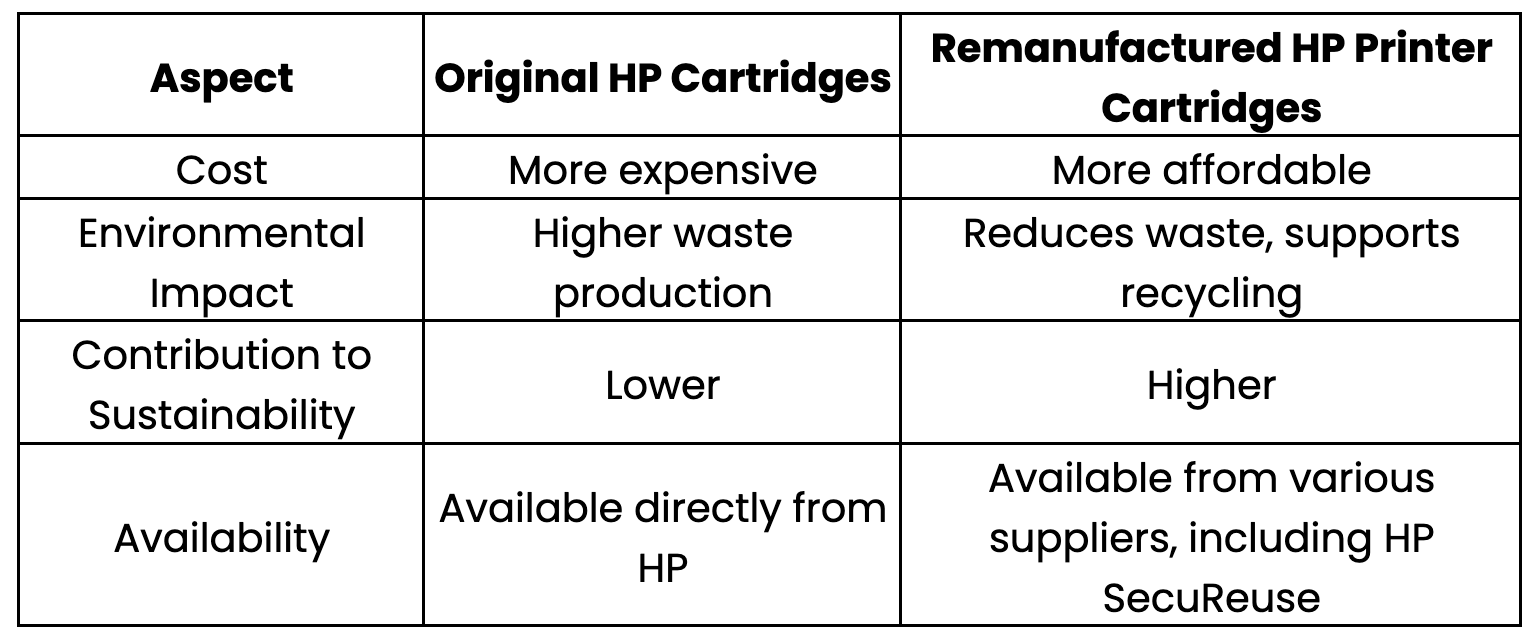 Aspect
Original HP Cartridges
Remanufactured HP Printer
Cartridges
Cost
More expensive
More affordable
Environmental
Impact
Higher waste
production
Reduces waste, supports
recycling
Contribution to
Sustainability
Lower
Higher
Availability
Available directly from
HP
Available from various
suppliers, including HP
SecuReuse